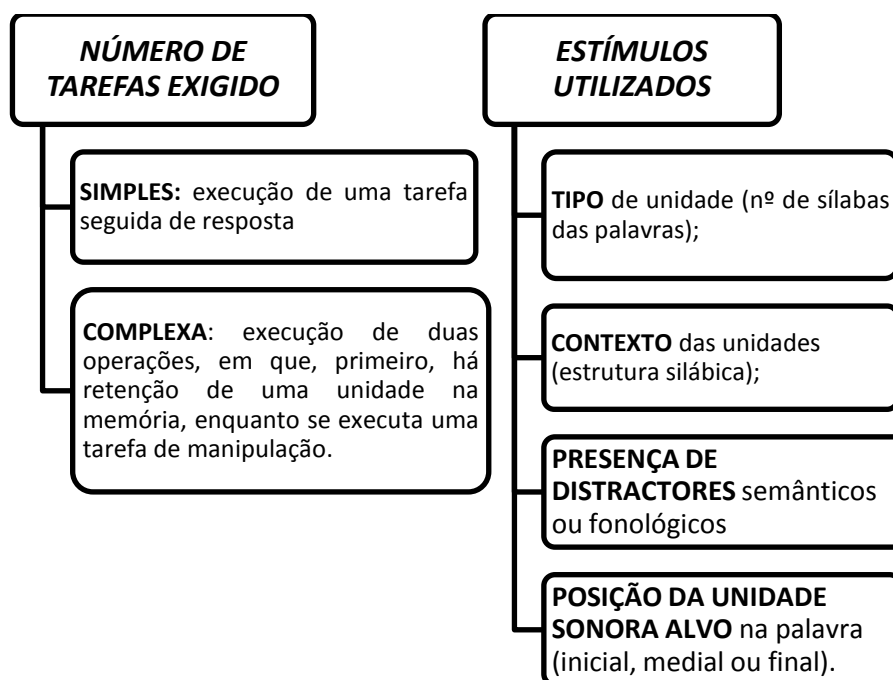 NÚMERO DE
TAREFAS EXIGIDO
SIMPLES: execução de uma tarefa
seguida de resposta
COMPLEXA: execução de duas
operações, em que, primeiro, há
retenção de uma unidade na
memória, enquanto se executa uma
tarefa de manipulação.
ESTÍMULOS
UTILIZADOS
TIPO de unidade (nº de sílabas
das palavras);
CONTEXTO das unidades
(estrutura silábica);
PRESENÇA DE
DISTRACTORES semânticos
ou fonológicos
POSIÇÃO DA UNIDADE
SONORA ALVO na palavra
(inicial, medial ou final).